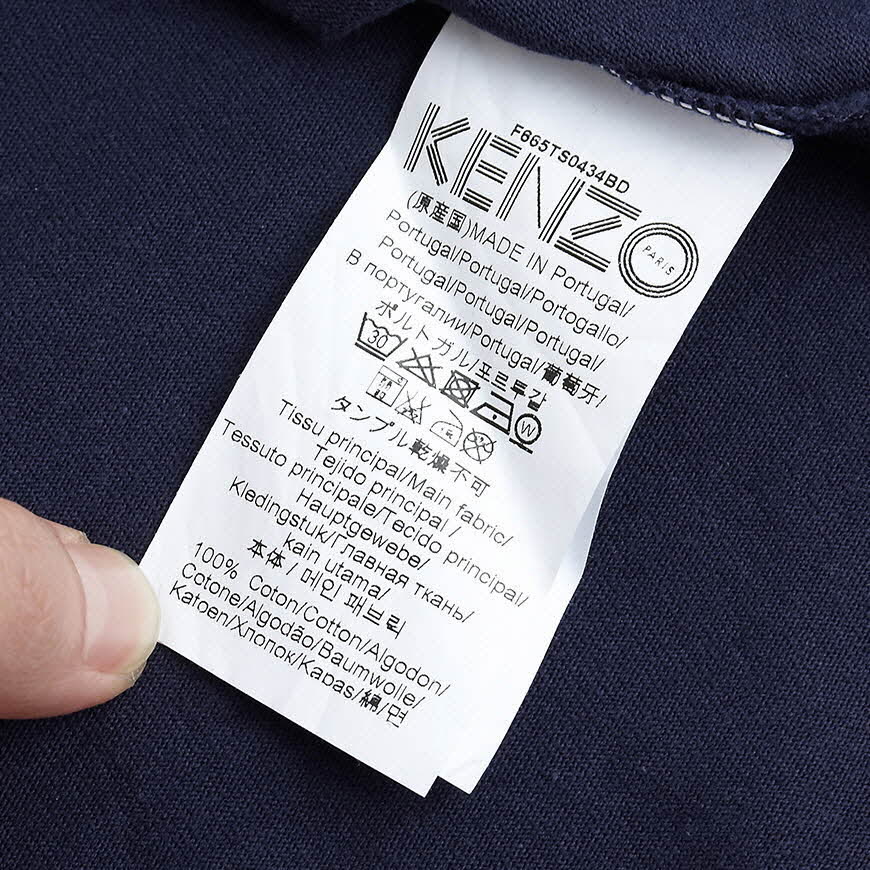 F665TS0434BD
KENZO
PARIS
(原産国)MADE IN Portugal/
Portugal/Portugal/Portogallo/
Portugal/Portugal/Portugal/
В португалии/Portugal/葡萄牙/
ポルトガル/포르투갈
30
W
タンブル乾燥不可
Tissu principal/Main fabric/
Tejido principal /
Tessuto principale/Tecido principal/
Hauptgewebe/
Kledingstuk/Главная ткань/
kain utama/
本体 / 메인 패브릭
100% Coton/Cotton/Algodon/
Cotone/Algodão/Baumwolle/
Katoen/Хлопок/Kapas/綿/면